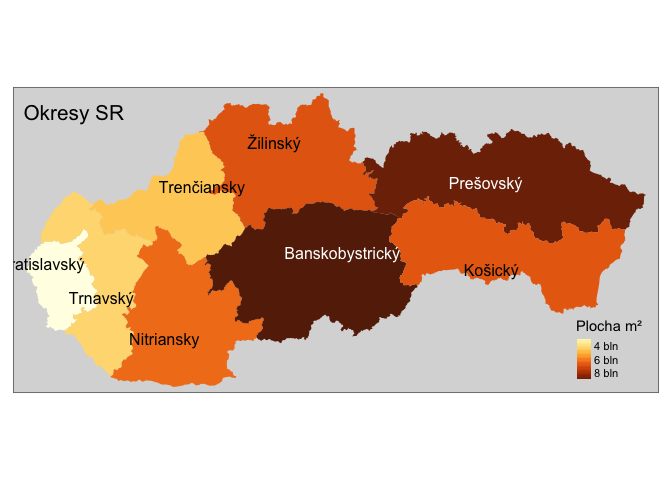 Okresy SR
Žilinský
Trenčiansky
Prešovský
Banskobystrický
ratislavský
Košický
Trnavský
Nitriansky
Plocha m²
4 bln
6 bln
8 bln